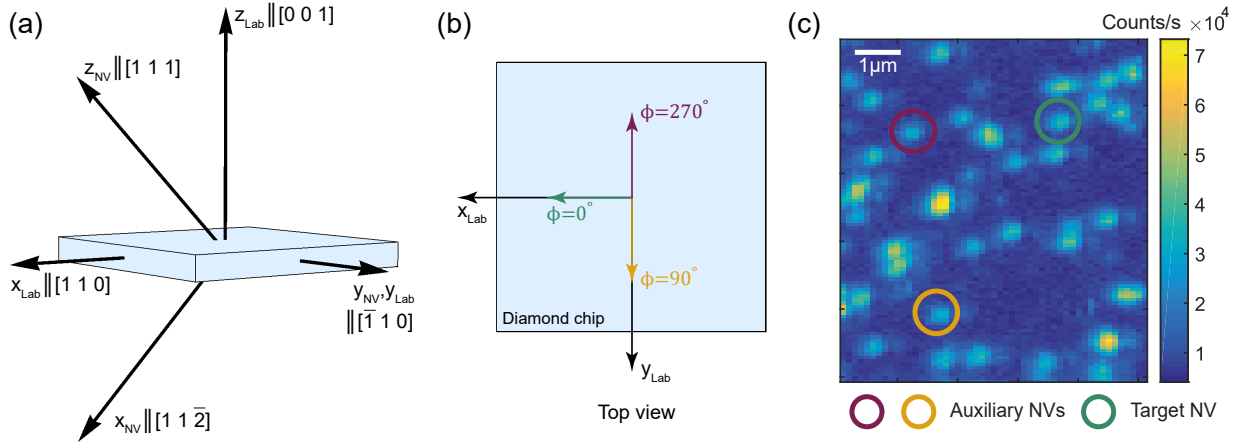 (a)
z_Lab ∥ [0 0 1]
z_NV ∥ [1 1 1]
x_Lab ∥ [1 1 0]
y_NV, y_Lab
∥ [1̅ 1 0]
x_NV ∥ [1 1 2̅]
(b)
ϕ=270°
x_Lab
ϕ=0°
ϕ=90°
Diamond chip
y_Lab
Top view
(c)
Counts/s ×10⁴
1μm
7
6
5
4
3
2
1
Auxiliary NVs
Target NV